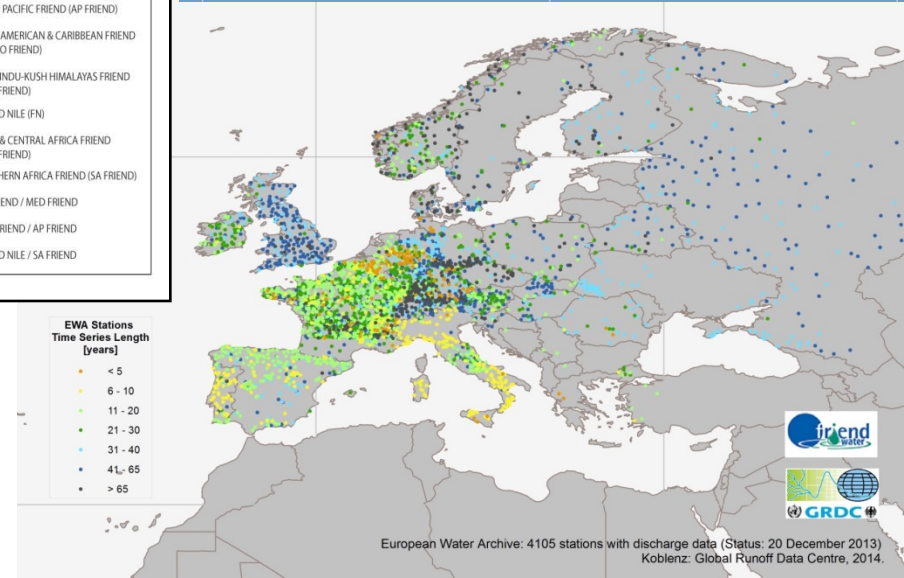 PACIFIC FRIEND (AP FRIEND)
AMERICAN & CARIBBEAN FRIEND
O FRIEND)
INDU-KUSH HIMALAYAS FRIEND
FRIEND)
D NILE (FN)
& CENTRAL AFRICA FRIEND
FRIEND)
HERN AFRICA FRIEND (SA FRIEND)
END / MED FRIEND
RIEND / AP FRIEND
D NILE / SA FRIEND
EWA Stations
Time Series Length
[years]
< 5
6 - 10
11 - 20
21 - 30
31 - 40
41 - 65
> 65
friend
water
GRDC
European Water Archive: 4105 stations with discharge data (Status: 20 December 2013)
Koblenz: Global Runoff Data Centre, 2014.